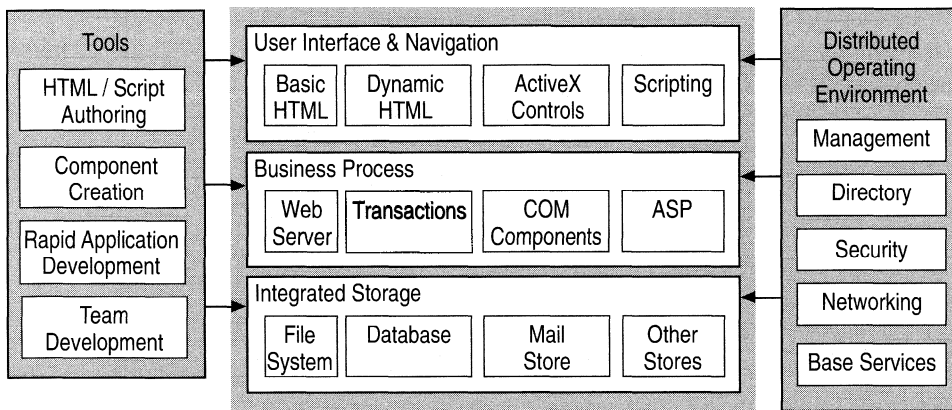 Tools
HTML / Script
Authoring
Component
Creation
Rapid Application
Development
Team
Development
User Interface & Navigation
Basic
HTML
Dynamic
HTML
ActiveX
Controls
Scripting
Business Process
Web
Server
Transactions
COM
Components
ASP
Integrated Storage
File
System
Database
Mail
Store
Other
Stores
Distributed
Operating
Environment
Management
Directory
Security
Networking
Base Services